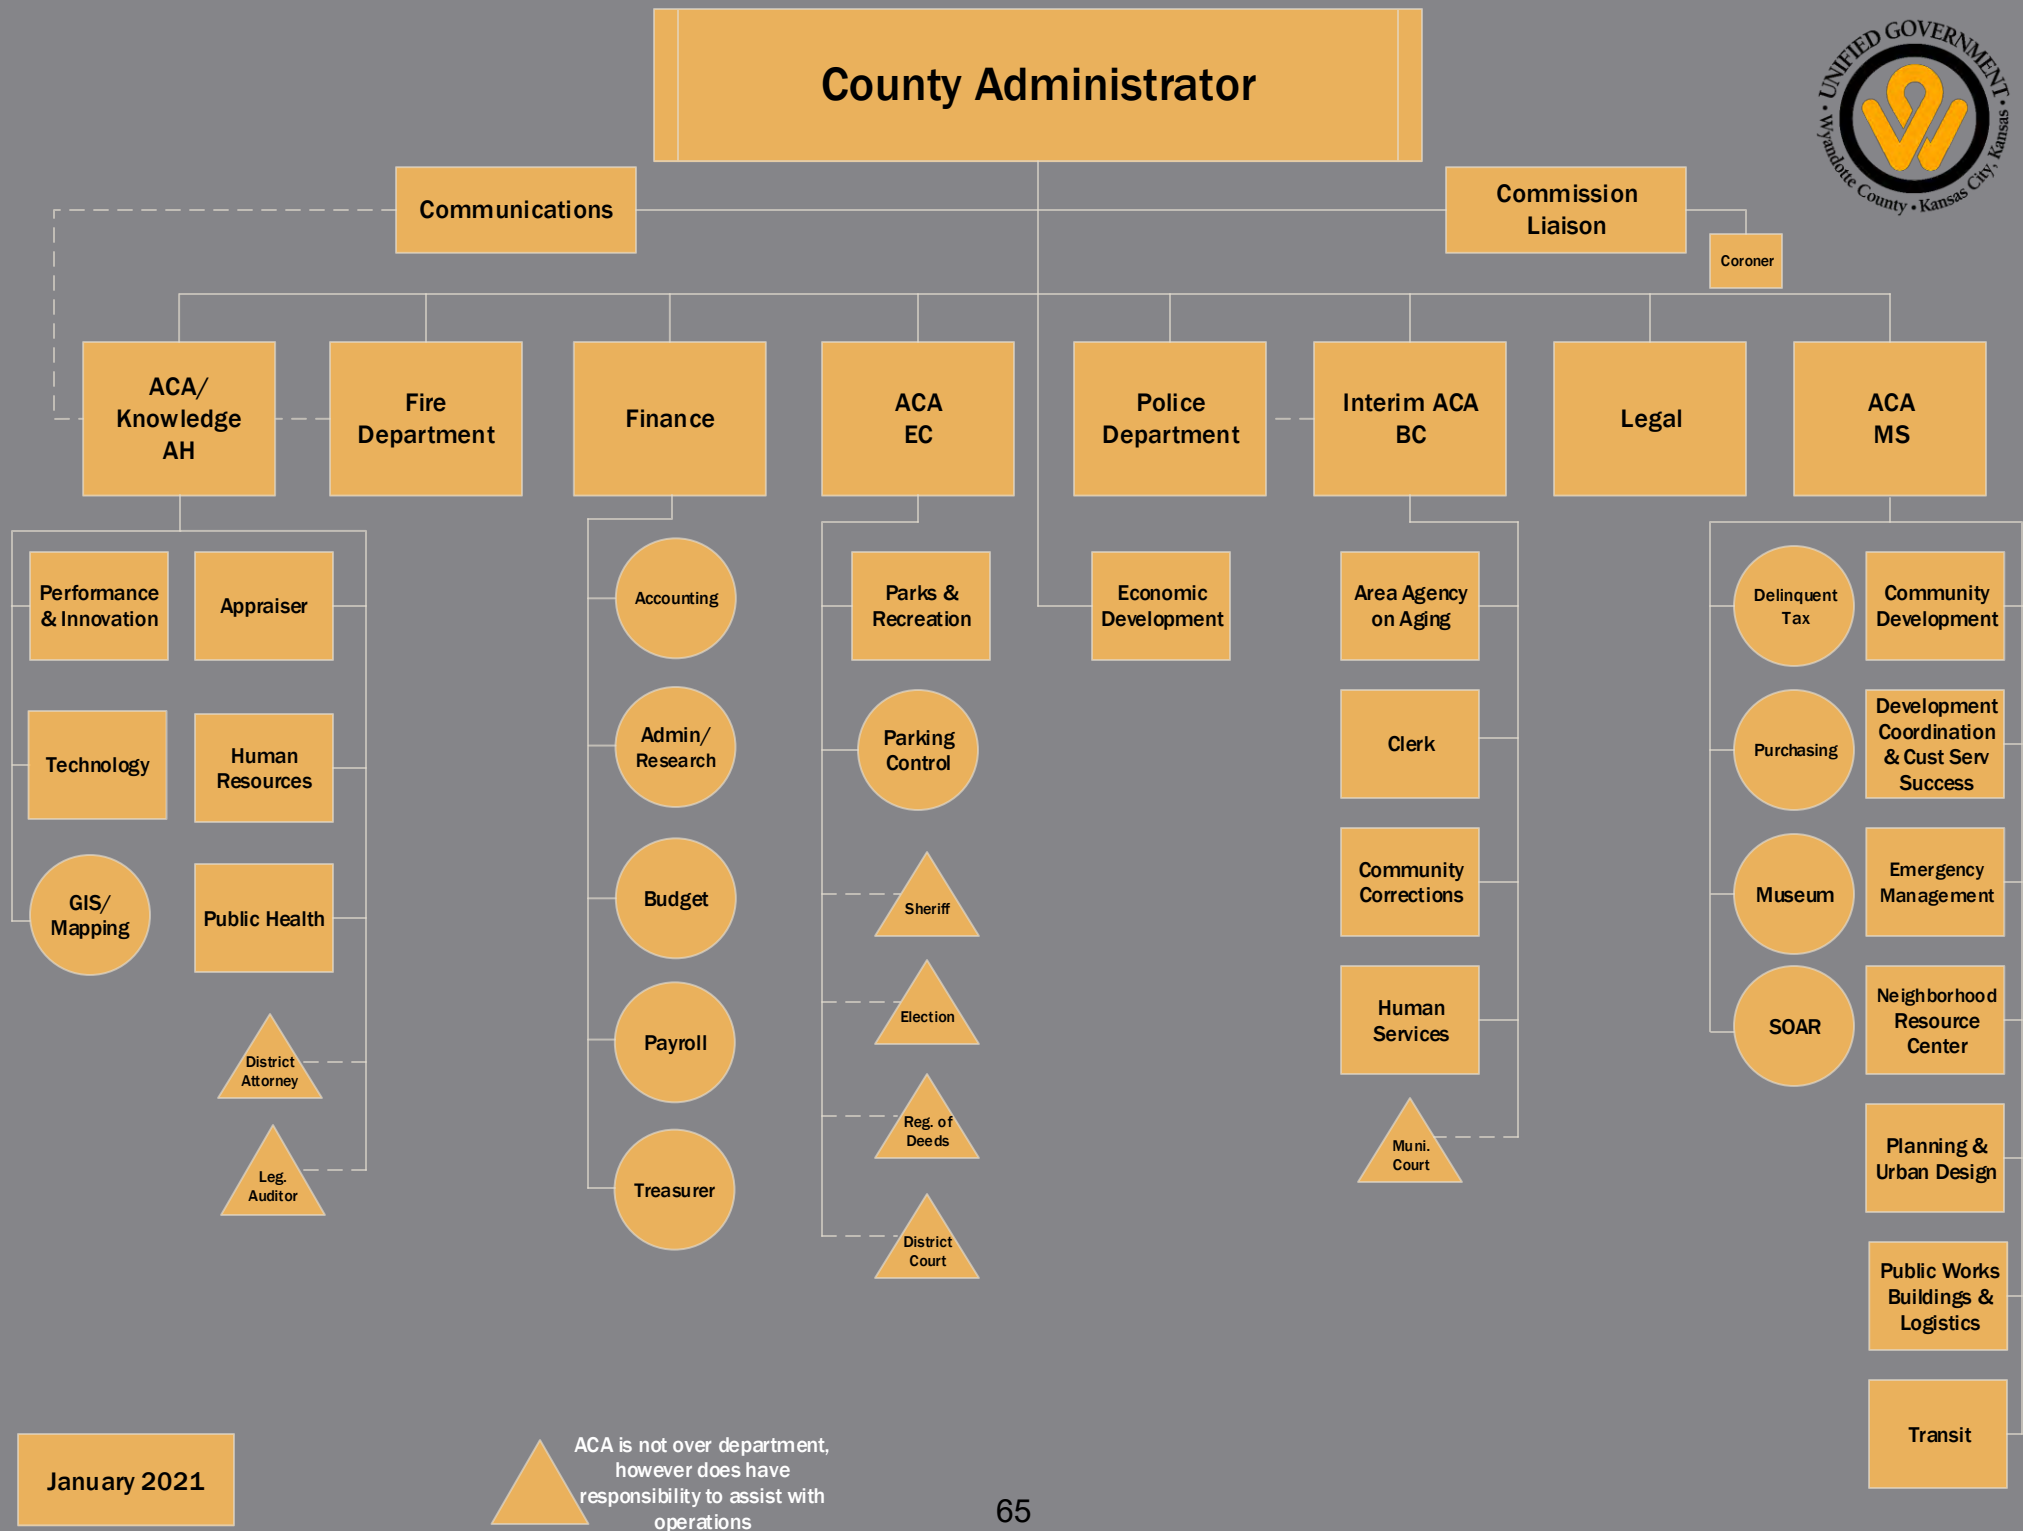 County Administrator
UNIFIED GOVERNMENT
Wyandotte County • Kansas City, Kansas
Communications
Commission
Liaison
Coroner
ACA/
Knowledge
AH
Fire
Department
Finance
ACA
EC
Police
Department
Interim ACA
BC
Legal
ACA
MS
Performance
& Innovation
Appraiser
Technology
Human
Resources
GIS/
Mapping
Public Health
District
Attorney
Leg.
Auditor
Accounting
Admin/
Research
Budget
Payroll
Treasurer
Parks &
Recreation
Parking
Control
Sheriff
Election
Reg. of
Deeds
District
Court
Economic
Development
Area Agency
on Aging
Clerk
Community
Corrections
Human
Services
Muni.
Court
Delinquent
Tax
Purchasing
Museum
SOAR
Community
Development
Development
Coordination
& Cust Serv
Success
Emergency
Management
Neighborhood
Resource
Center
Planning &
Urban Design
Public Works
Buildings &
Logistics
Transit
January 2021
ACA is not over department,
however does have
responsibility to assist with
operations
65